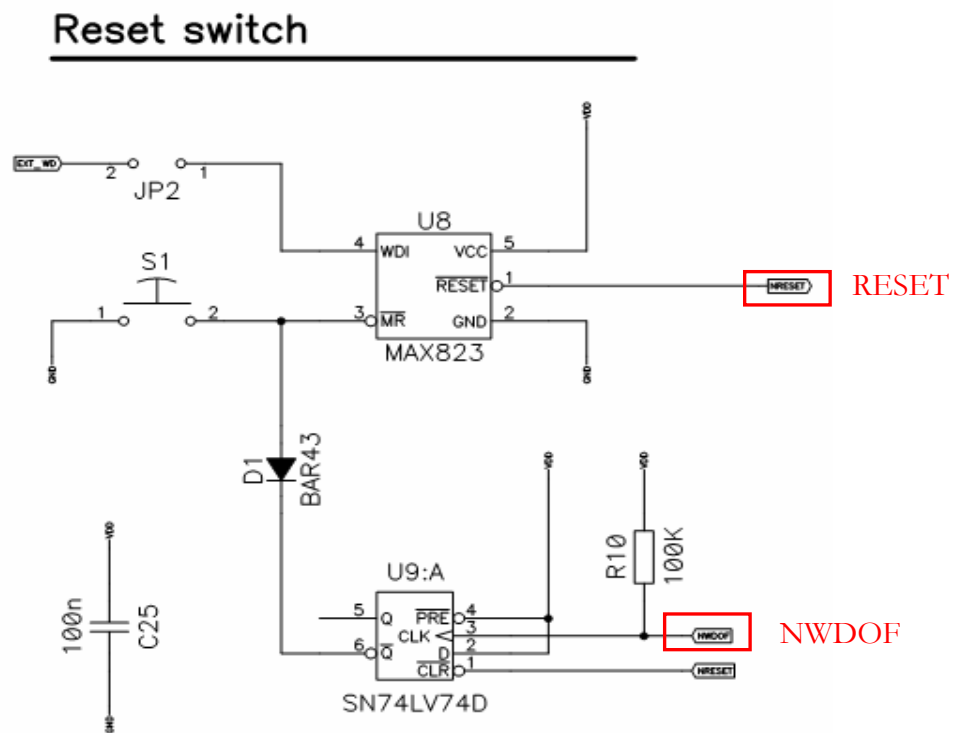 Reset switch
VDD
EXT_WD
2
1
JP2
U8
4
WDI
VCC
5
S1
RESET
1
NRESET
RESET
1
2
3
MR
GND
2
MAX823
GND
GND
D1
BAR43
VDD
VDD
VDD
R10
100K
U9:A
100n
C25
5
Q
PRE
4
CLK
3
NWDOF
NWDOF
6
Q
D
2
CLR
1
NRESET
SN74LV74D
GND